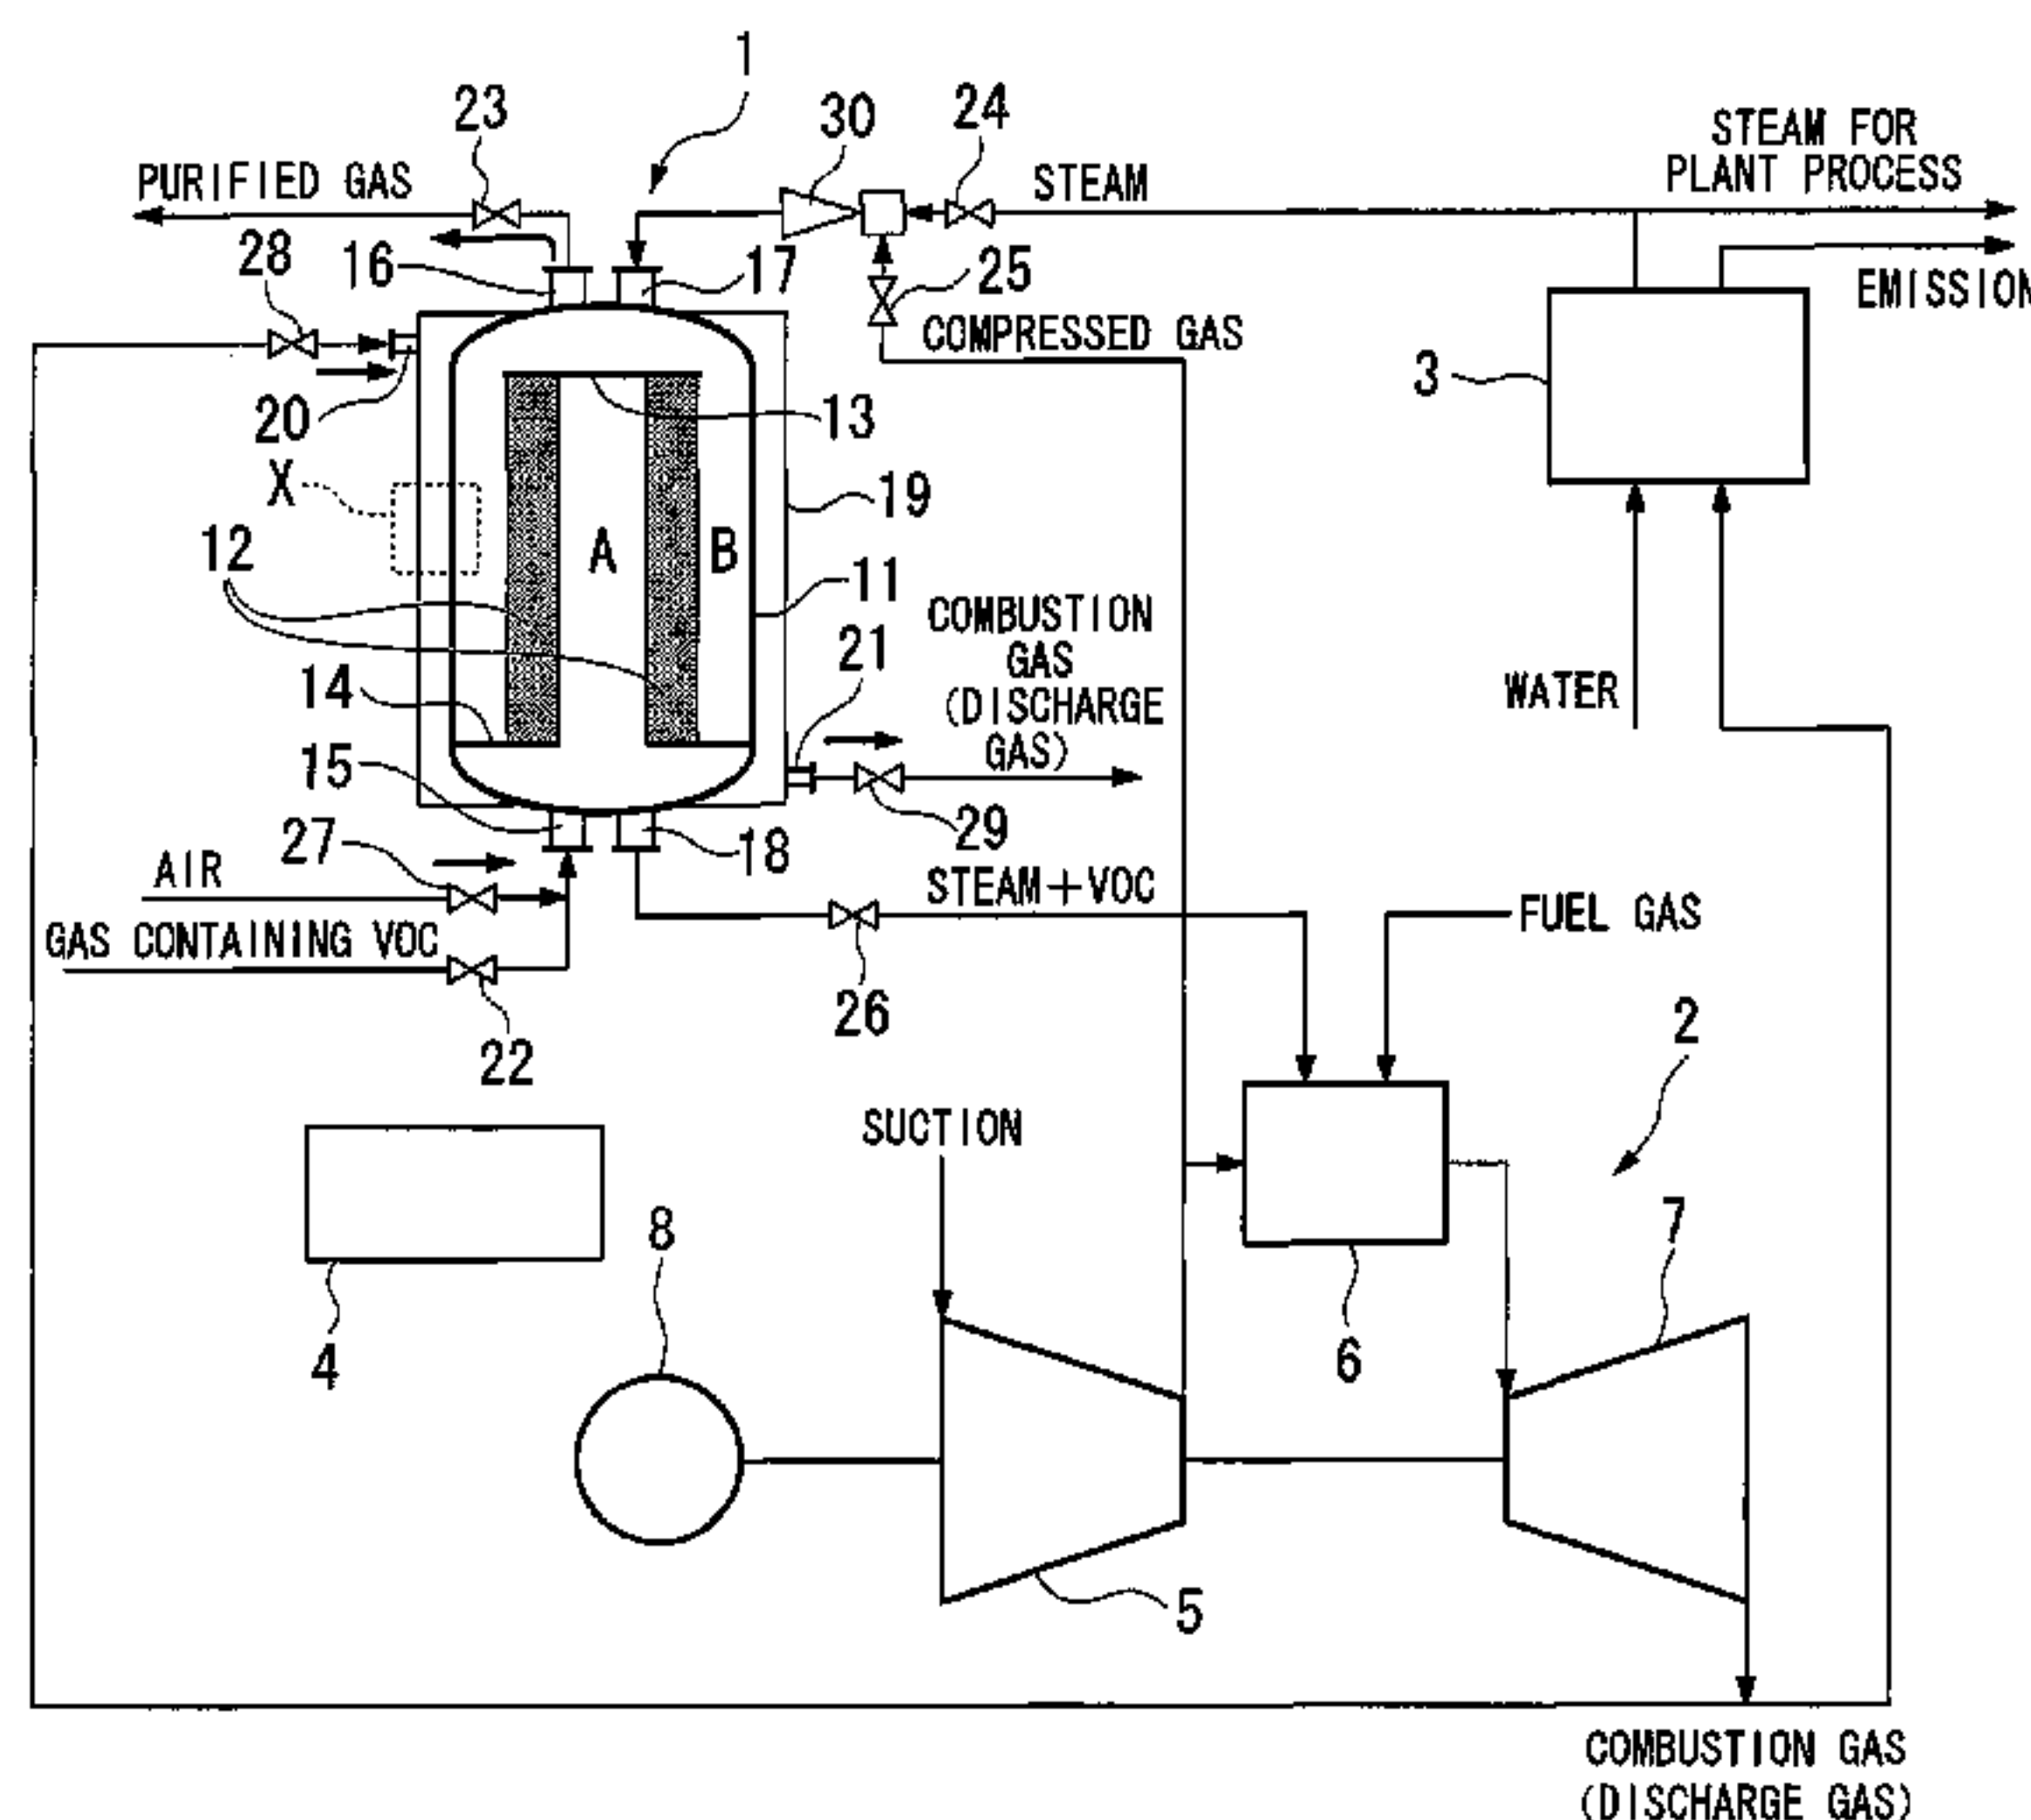 1
23
30
24
STEAM FOR
PLANT PROCESS
PURIFIED GAS
STEAM
28
16
17
25
EMISSION
COMPRESSED GAS
3
20
13
X
19
12
A
B
11
COMBUSTION
GAS
(DISCHARGE
GAS)
21
14
WATER
15
27
18
29
AIR
STEAM+VOC
GAS CONTAINING VOC
FUEL GAS
26
22
2
SUCTION
8
7
4
6
5
COMBUSTION GAS
(DISCHARGE GAS)